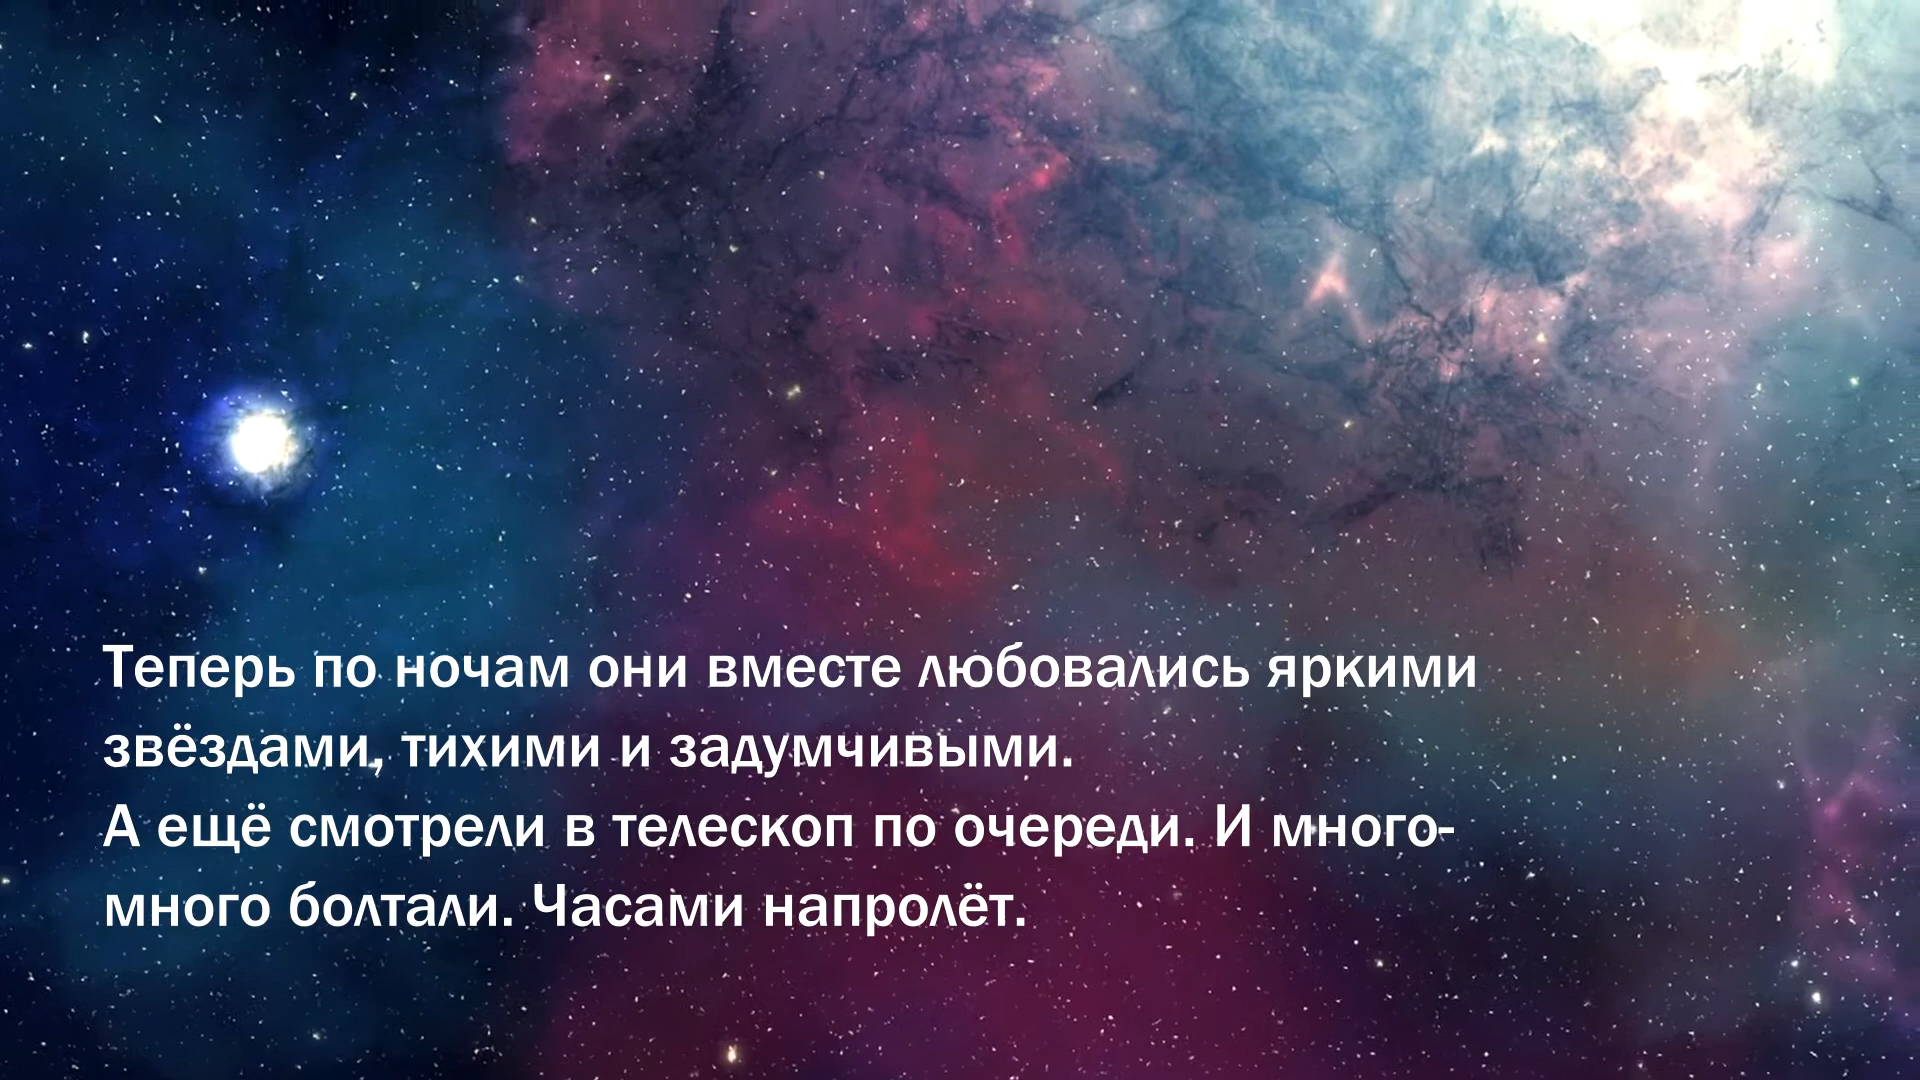 Теперь по ночам они вместе любовались яркими
звёздами, тихими и задумчивыми.
А ещё смотрели в телескоп по очереди. И много-
много болтали. Часами напролёт.